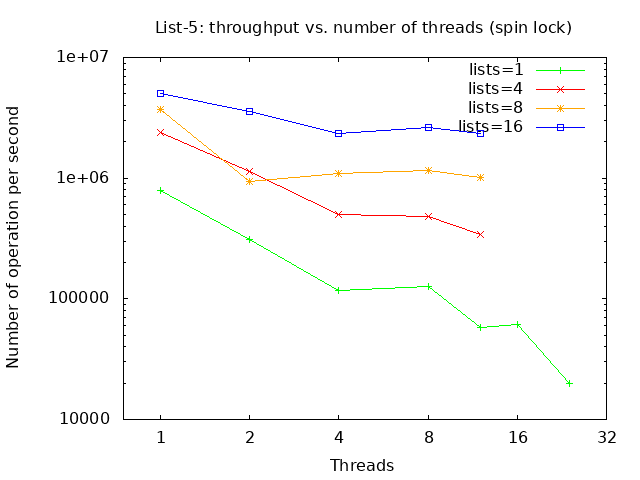 List-5: throughput vs. number of threads (spin lock)
Number of operation per second
1e+07
1e+06
100000
10000
lists=1
lists=4
lists=8
lists=16
1 2 4 8 16 32
Threads